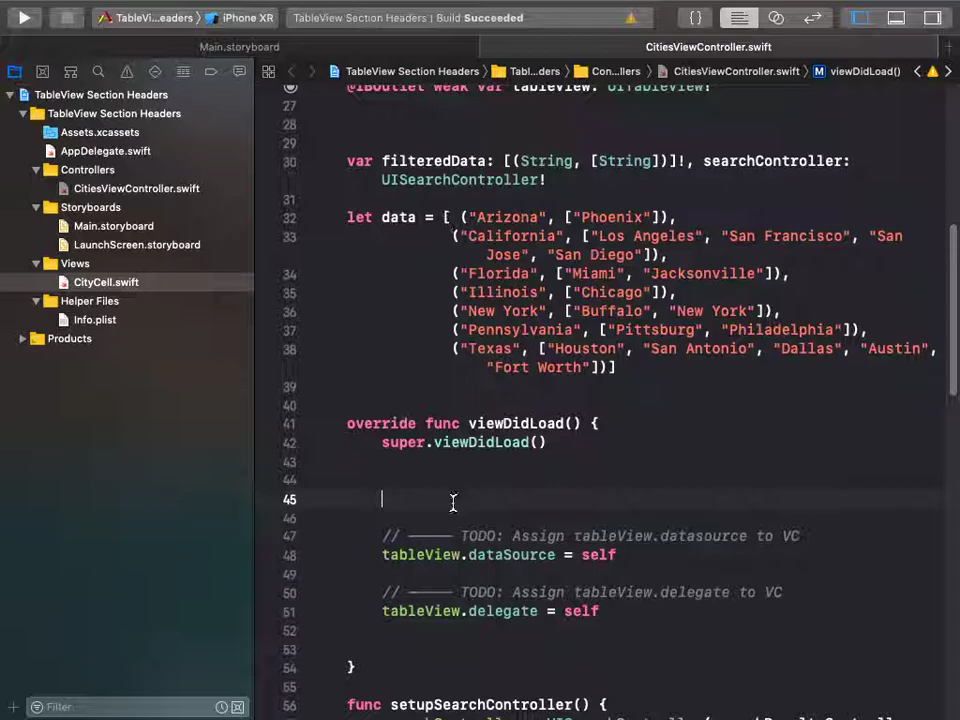 TableVi...eaders
iPhone XR
TableView Section Headers | Build Succeeded
Main.storyboard
CitiesViewController.swift
TableView Section Headers
Tabl...ders
Con...llers
CitiesViewController.swift
M
viewDidLoad()
TableView Section Headers
TableView Section Headers
Assets.xcassets
AppDelegate.swift
Controllers
CitiesViewController.swift
Storyboards
Main.storyboard
LaunchScreen.storyboard
Views
CityCell.swift
Helper Files
Info.plist
Products
Filter
@IBOutlet weak var tableView: UITableView!
27
28
29
30 var filteredData: [(String, [String])]!, searchController:
UISearchController!
31
32 let data = [ ("Arizona", ["Phoenix"]),
33 ("California", ["Los Angeles", "San Francisco", "San
Jose", "San Diego"]),
34 ("Florida", ["Miami", "Jacksonville"]),
35 ("Illinois", ["Chicago"]),
36 ("New York", ["Buffalo", "New York"]),
37 ("Pennsylvania", ["Pittsburg", "Philadelphia"]),
38 ("Texas", ["Houston", "San Antonio", "Dallas", "Austin",
"Fort Worth"])]
39
40
41 override func viewDidLoad() {
42 super.viewDidLoad()
43
44
45
46
47 // ––––– TODO: Assign tableView.datasource to VC
48 tableView.dataSource = self
49
50 // ––––– TODO: Assign tableView.delegate to VC
51 tableView.delegate = self
52
53
54 }
55
56 func setupSearchController() {